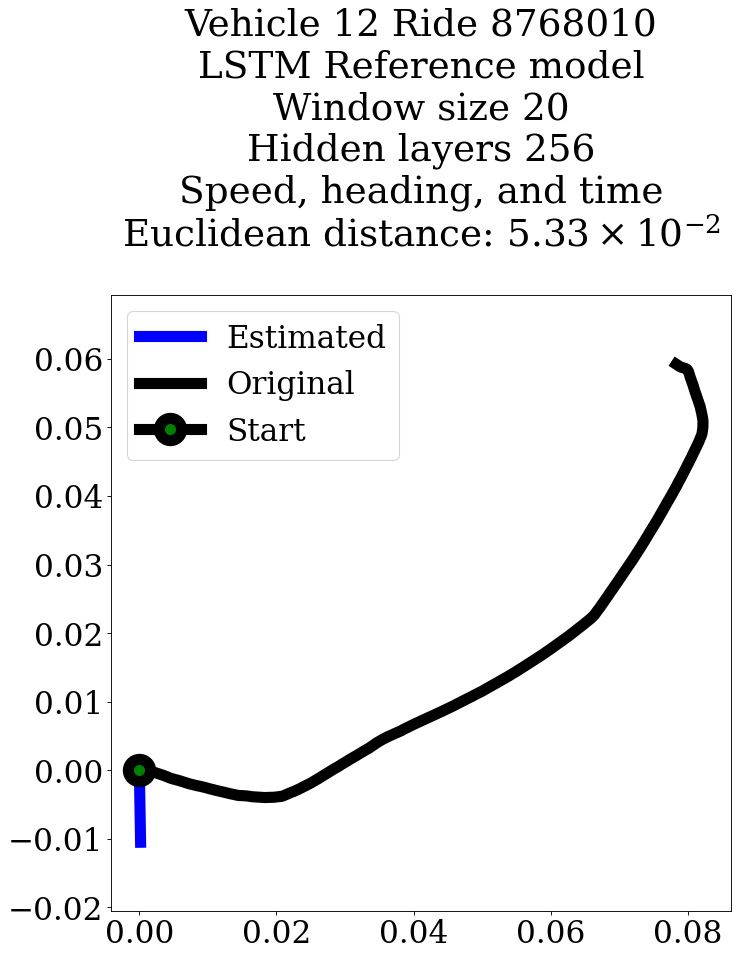 Vehicle 12 Ride 8768010
LSTM Reference model
Window size 20
Hidden layers 256
Speed, heading, and time
Euclidean distance: 5.33 × 10⁻²
Estimated
Original
Start
0.06
0.05
0.04
0.03
0.02
0.01
0.00
−0.01
−0.02
0.00 0.02 0.04 0.06 0.08